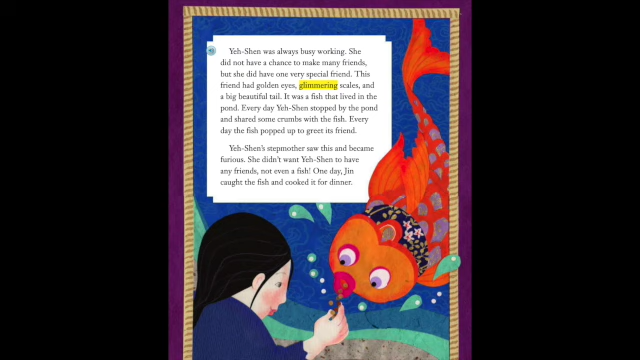 Yeh-Shen was always busy working. She
did not have a chance to make many friends,
but she did have one very special friend. This
friend had golden eyes, glimmering scales, and
a big beautiful tail. It was a fish that lived in the
pond. Every day Yeh-Shen stopped by the pond
and shared some crumbs with the fish. Every
day the fish popped up to greet its friend.
Yeh-Shen's stepmother saw this and became
furious. She didn't want Yeh-Shen to have
any friends, not even a fish! One day, Jin
caught the fish and cooked it for dinner.